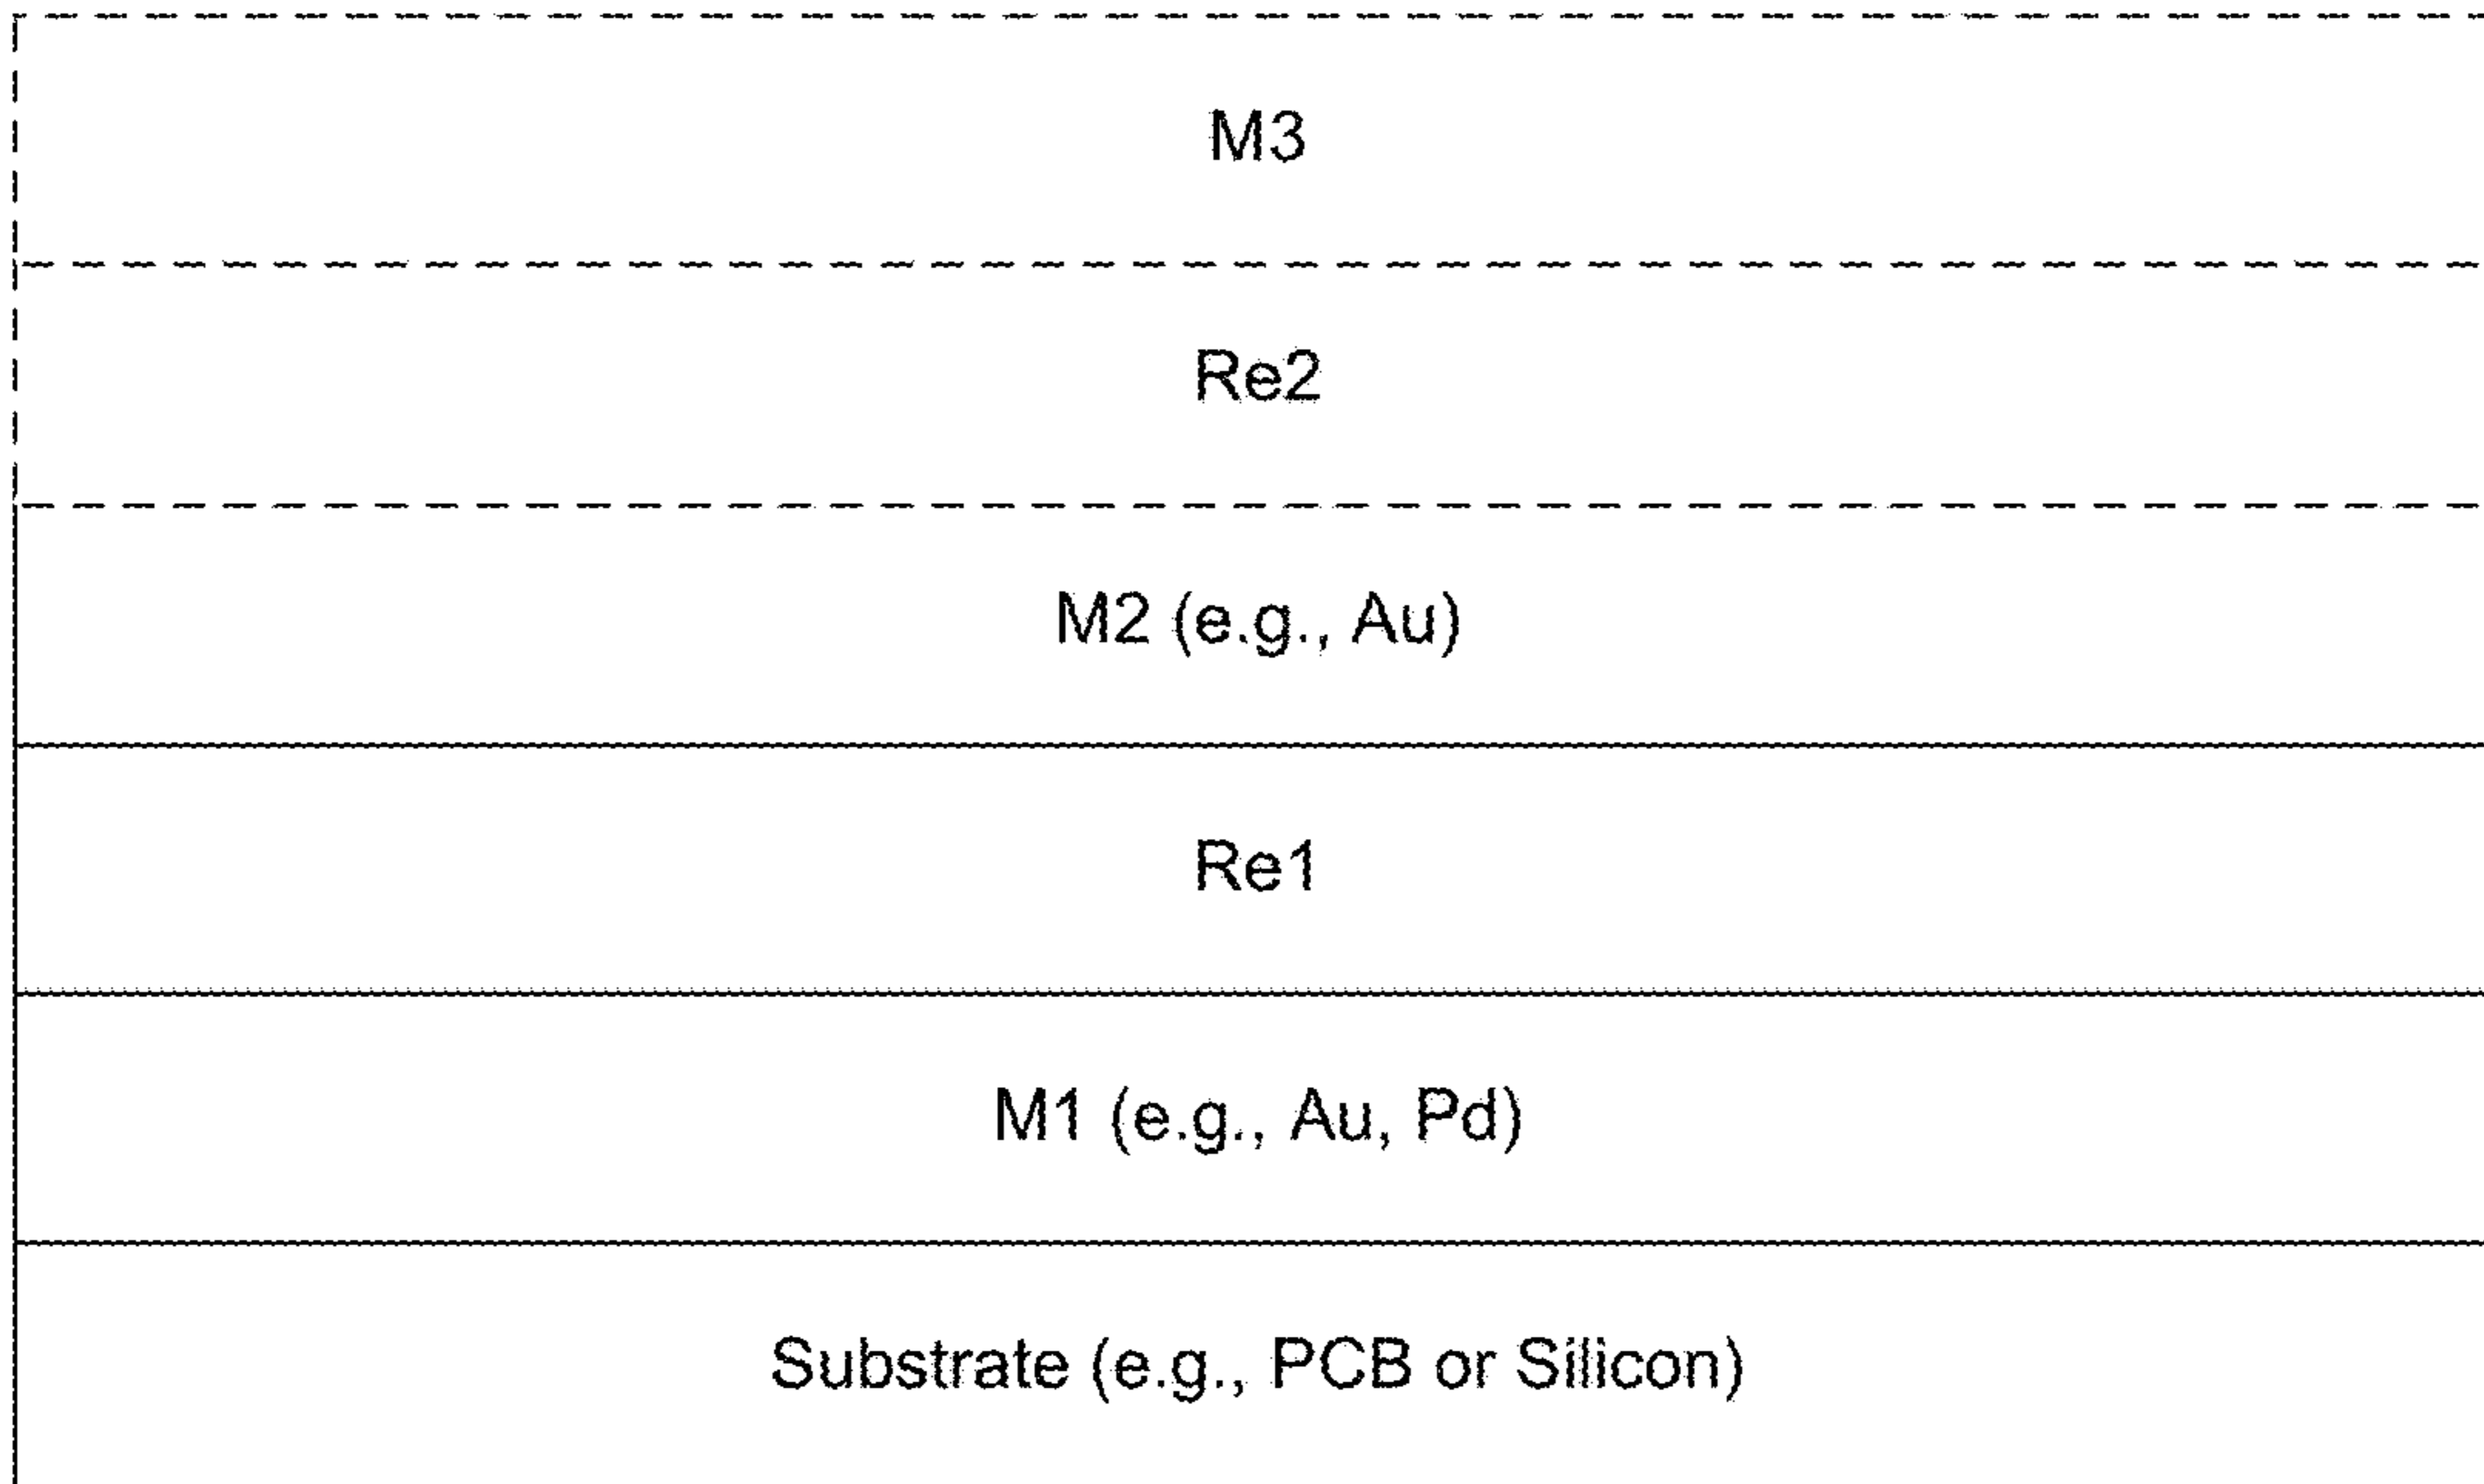 M3
Re2
M2 (e.g., Au)
Re1
M1 (e.g., Au, Pd)
Substrate (e.g., PCB or Silicon)